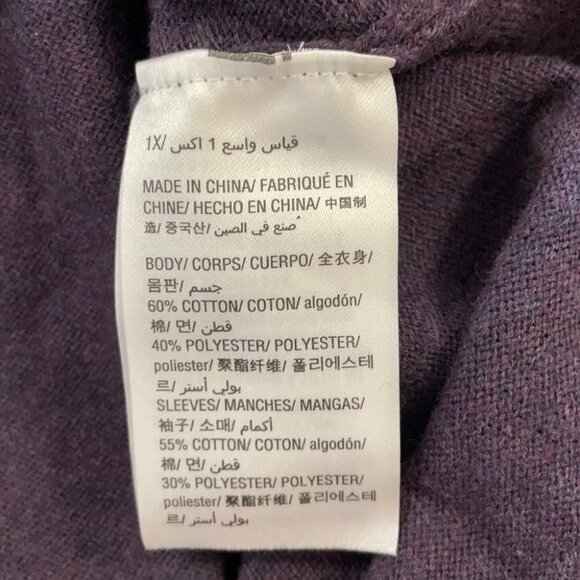 1X/ قياس واسع 1 اكس
MADE IN CHINA/ FABRIQUÉ EN
CHINE/ HECHO EN CHINA/ 中国制
造/ 중국산/ صنع في الصين
BODY/ CORPS/ CUERPO/ 全衣身/
몸판/ جسم
60% COTTON/ COTON/ algodón/
棉/ 면/ قطن
40% POLYESTER/ POLYESTER/
poliester/ 聚酯纤维/ 폴리에스테
르/ بولي أستر
SLEEVES/ MANCHES/ MANGAS/
袖子/ 소매/ أكمام
55% COTTON/ COTON/ algodón/
棉/ 면/ قطن
30% POLYESTER/ POLYESTER/
poliester/ 聚酯纤维/ 폴리에스테
르/ بولي أستر